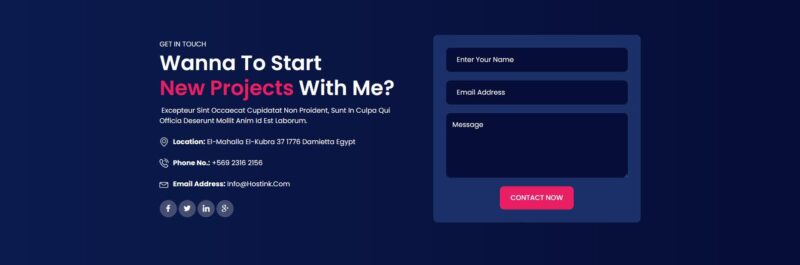 GET IN TOUCH
Wanna To Start
New Projects With Me?
Excepteur Sint Occaecat Cupidatat Non Proident, Sunt In Culpa Qui
Officia Deserunt Mollit Anim Id Est Laborum.
Location: El-Mahalla El-Kubra 37 1776 Damietta Egypt
Phone No.: +569 2316 2156
Email Address: Info@Hostink.Com
f in g+
Enter Your Name
Email Address
Message
CONTACT NOW